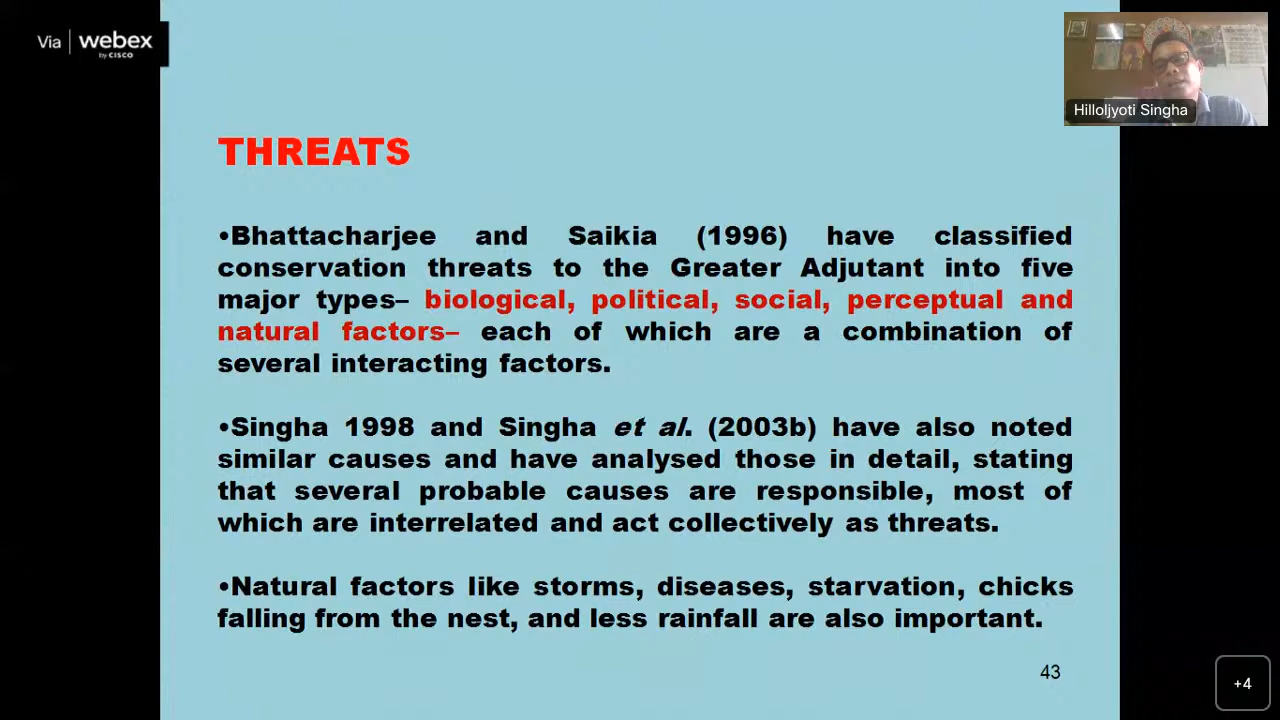 Via webex
by CISCO
Hilloljyoti Singha
THREATS
•Bhattacharjee and Saikia (1996) have classified
conservation threats to the Greater Adjutant into five
major types– biological, political, social, perceptual and
natural factors– each of which are a combination of
several interacting factors.
•Singha 1998 and Singha et al. (2003b) have also noted
similar causes and have analysed those in detail, stating
that several probable causes are responsible, most of
which are interrelated and act collectively as threats.
•Natural factors like storms, diseases, starvation, chicks
falling from the nest, and less rainfall are also important.
43
+4